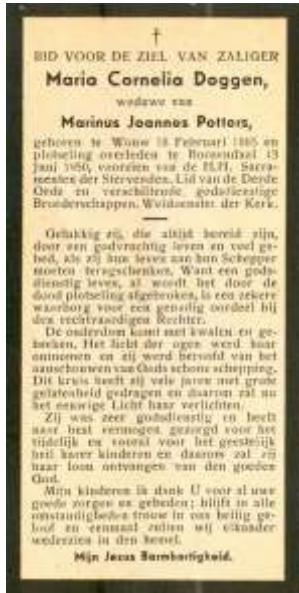 BID VOOR DE ZIEL VAN ZALIGER
Maria Cornelia Doggen,
weduwe van
Marinus Joannes Potters,
geboren te Wouw 18 Februari 1865 en
plotseling overleden te Roosendaal 13
Juni 1950, voorzien van de H.H. Sacra-
menten der Stervenden. Lid van de Derde
Orde en verschillende godsdienstige
Broederschappen. Weldoenster der Kerk.
Gelukkig zij, die altijd bereid zijn,
door een godvruchtig leven en veel ge-
bed, als zij hun leven aan hun Schepper
moeten terugschenken. Want een gods-
dienstig leven, al wordt het door de
dood plotseling afgebroken, is een zekere
waarborg voor een genadig oordeel bij
den rechtvaardigen Rechter.
De ouderdom komt met kwalen en ge-
breken. Het licht der ogen werd haar
ontnomen en zij werd beroofd van het
aanschouwen van Gods schone schepping.
Dit kruis heeft zij vele jaren met grote
gelatenheid gedragen en daarom zal nu
het eeuwige Licht haar verlichten.
Zij was zeer godsdienstig en heeft
naar best vermogen gezorgd voor het
tijdelijk en vooral voor het geestelijk
heil harer kinderen en daarom zal zij
haar loon ontvangen van den goeden
God.
Mijn kinderen ik dank U voor al uwe
goede zorgen en gebeden; blijft in alle
omstandigheden trouw in ons heilig ge-
loof en eenmaal zullen wij elkander
wederzien in den hemel.
Mijn Jezus Barmhartigheid.